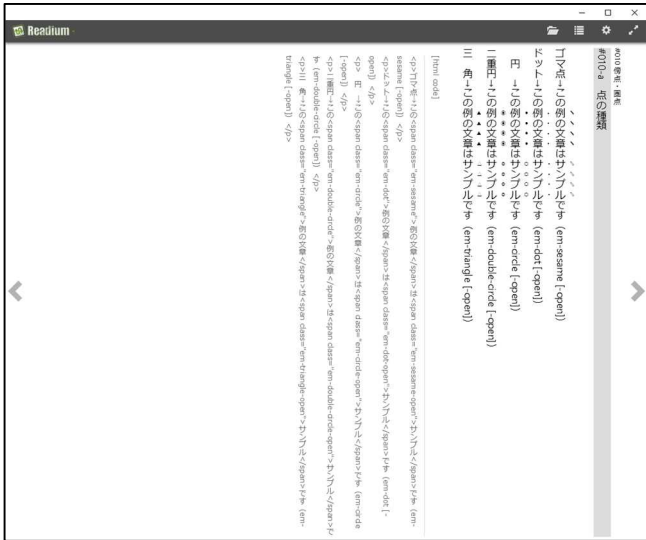 Readium
#010 傍点・圏点
#010-a 点の種類
ゴマ点→この例の文章はサンプルです (em-sesame [-open])
ドット→この例の文章はサンプルです (em-dot [-open])
円 →この例の文章はサンプルです (em-circle [-open])
二重円→この例の文章はサンプルです (em-double-circle [-open])
三 角→この例の文章はサンプルです (em-triangle [-open])
[html code]
<p>ゴマ点→この<span class="em-sesame">例の文章</span>は<span class="em-sesame-open">サンプル</span>です (em-
sesame [-open]) </p>
<p>ドット→この<span class="em-dot">例の文章</span>は<span class="em-dot-open">サンプル</span>です (em-dot [-
open]) </p>
<p> 円 →この<span class="em-circle">例の文章</span>は<span class="em-circle-open">サンプル</span>です (em-circle
[-open]) </p>
<p>二重円→この<span class="em-double-circle">例の文章</span>は<span class="em-double-circle-open">サンプル</span>で
す (em-double-circle [-open]) </p>
<p>三 角→この<span class="em-triangle">例の文章</span>は<span class="em-triangle-open">サンプル</span>です (em-
triangle [-open]) </p>